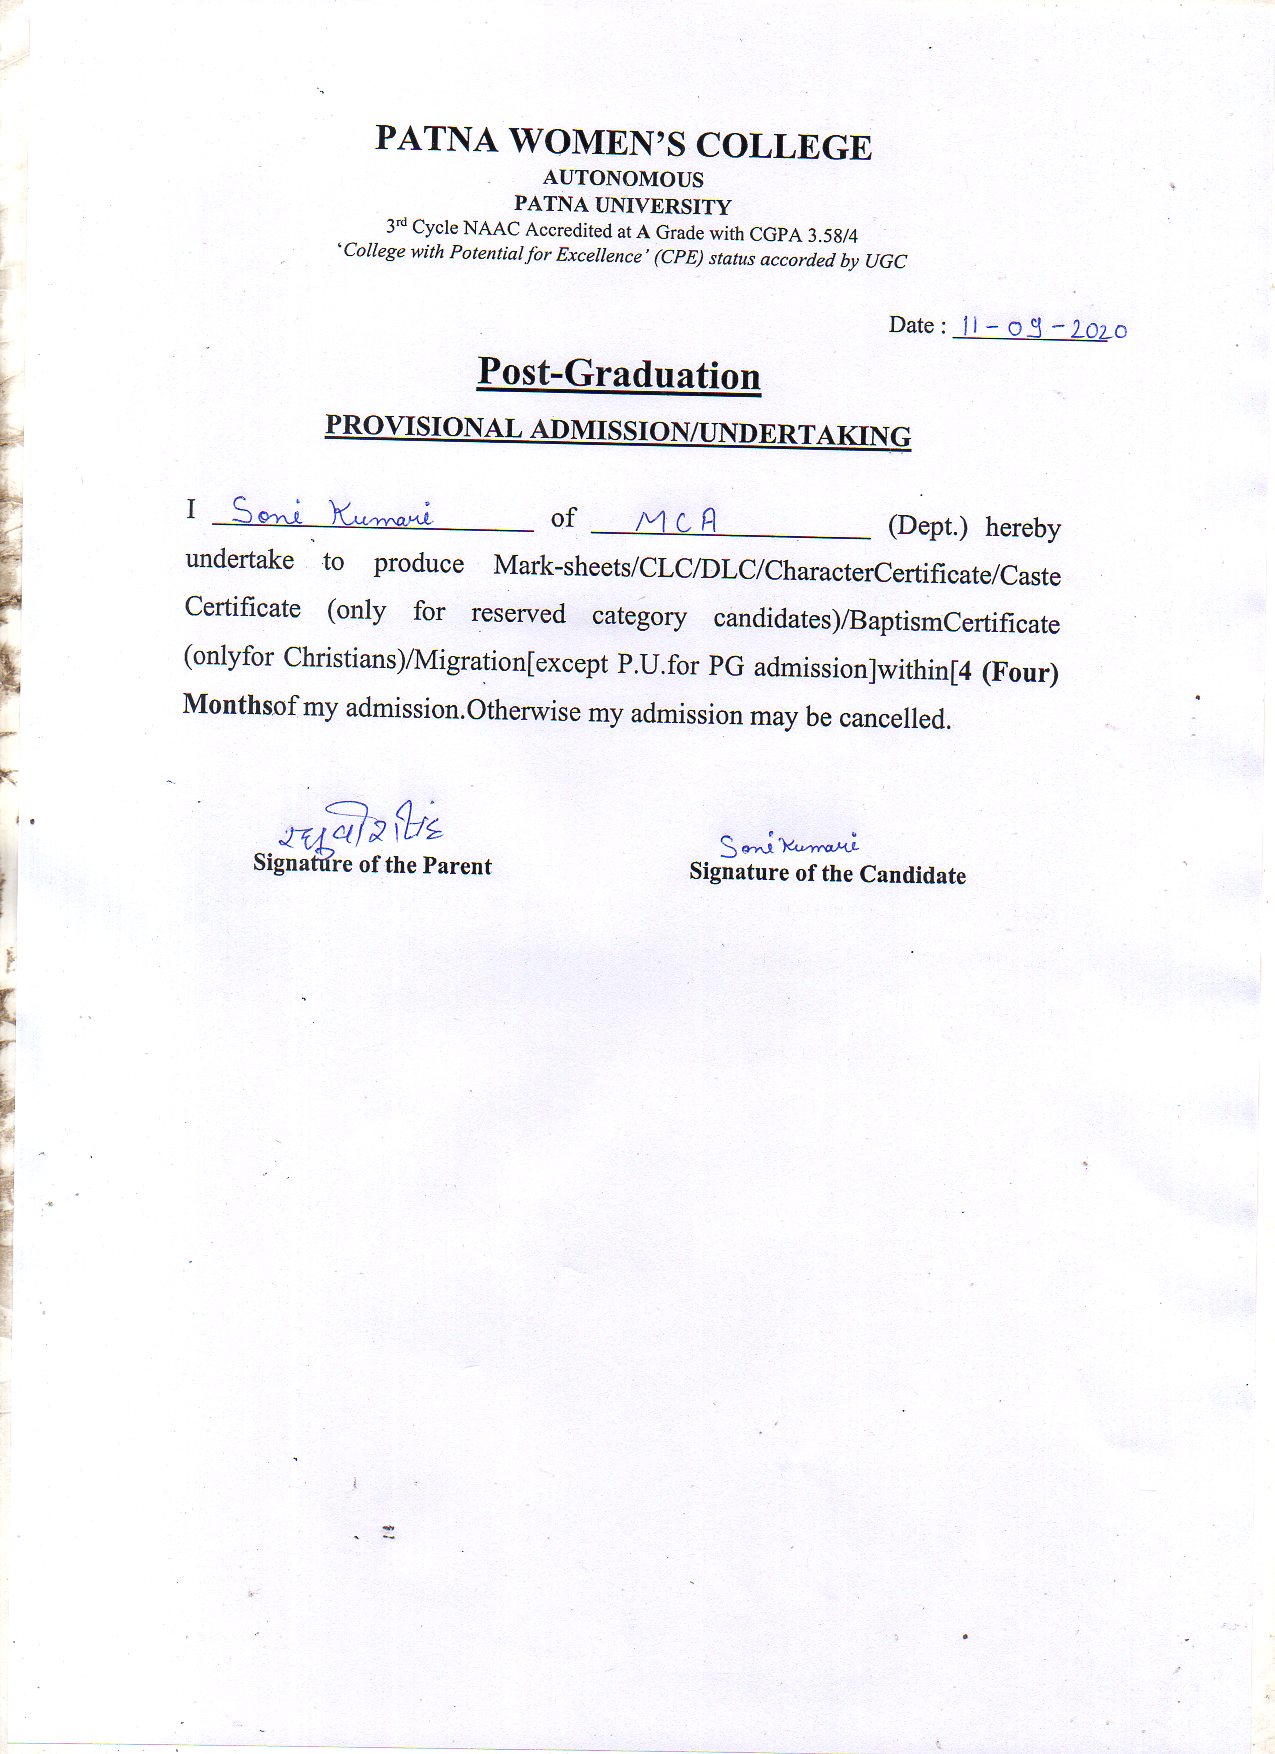 PATNA WOMEN'S COLLEGE
AUTONOMOUS
PATNA UNIVERSITY
3rd Cycle NAAC Accredited at A Grade with CGPA 3.58/4
'College with Potential for Excellence' (CPE) status accorded by UGC
Date : 11-09-2020
Post-Graduation
PROVISIONAL ADMISSION/UNDERTAKING
I Soni Kumari of MCA (Dept.) hereby
undertake to produce Mark-sheets/CLC/DLC/CharacterCertificate/Caste
Certificate (only for reserved category candidates)/BaptismCertificate
(onlyfor Christians)/Migration[except P.U.for PG admission]within[4 (Four)
Monthsof my admission.Otherwise my admission may be cancelled.
Soni Kumari
Signature of the Parent Signature of the Candidate